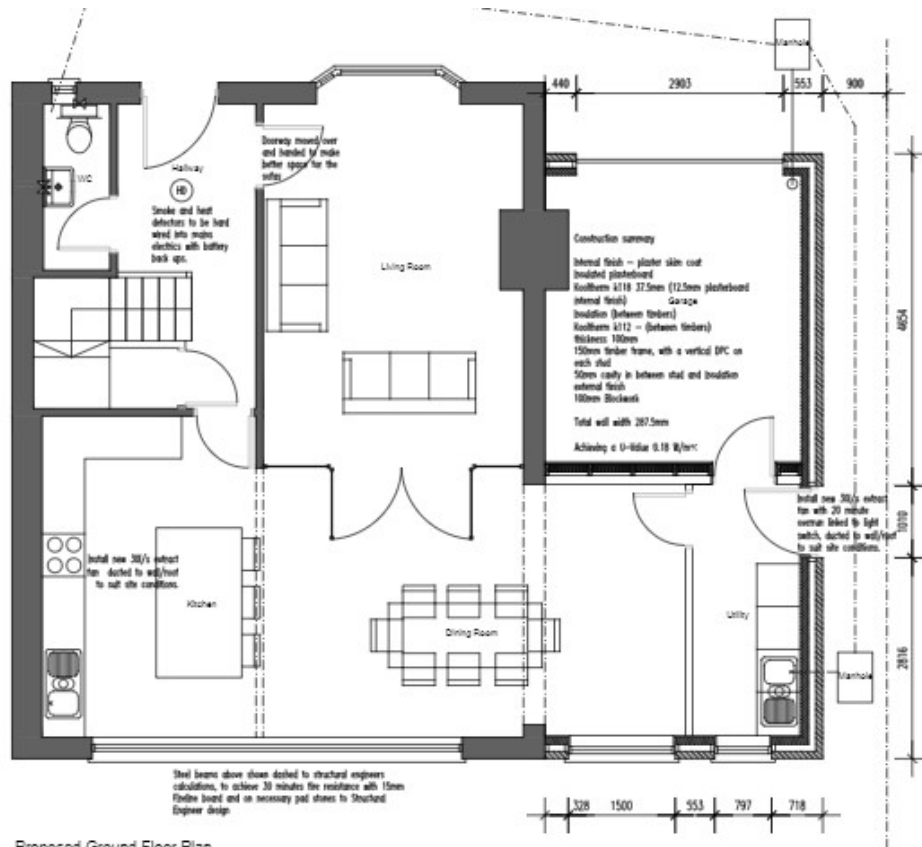 Manhole
440
2903
553
900
Doorway moved over
and handed to make
better space for the
sofas
Hallway
HD
WC
Smoke and heat
detectors to be hard
wired into mains
electrics with battery
back ups.
Living Room
Construction summary
Internal finish – plaster skim coat
Insulated plasterboard
Kooltherm k118 37.5mm (12.5mm plasterboard
internal finish)
Garage
Insulation (between timbers)
Kooltherm k112 – (between timbers)
thickness 100mm
150mm timber frame, with a vertical DPC on
each stud
50mm cavity in between stud and insulation
external finish
100mm Blockwork
Total wall width 287.5mm
Achieving a U-Value 0.18 W/m²K
4654
Install new 30l/s extract
fan with 20 minute
overrun linked to light
switch, ducted to wall/roof
to suit site conditions.
1010
Install new 30l/s extract
fan ducted to wall/roof
to suit site conditions.
Kitchen
Dining Room
Utility
2816
Manhole
Steel beams above shown dashed to structural engineers
calculations, to achieve 30 minutes fire resistance with 15mm
Fireline board and on necessary pad stones to Structural
Engineer design
328
1500
553
797
718
Proposed Ground Floor Plan